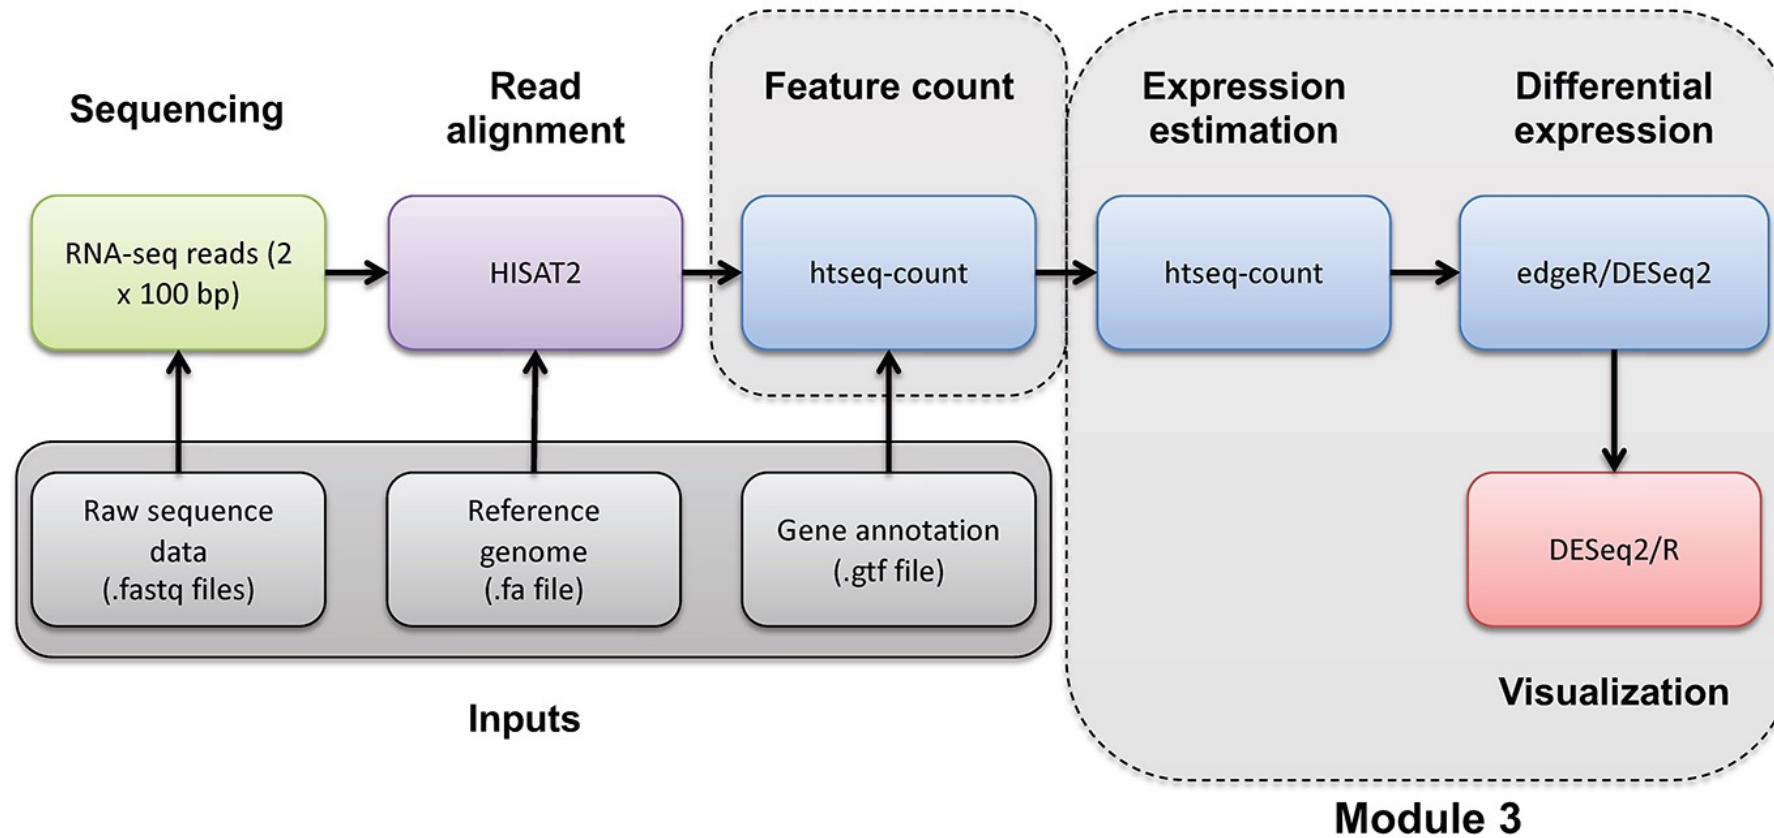 Sequencing
Read
alignment
Feature count
Expression
estimation
Differential
expression
RNA-seq reads (2
x 100 bp)
HISAT2
htseq-count
htseq-count
edgeR/DESeq2
Raw sequence
data
(.fastq files)
Reference
genome
(.fa file)
Gene annotation
(.gtf file)
DESeq2/R
Visualization
Inputs
Module 3